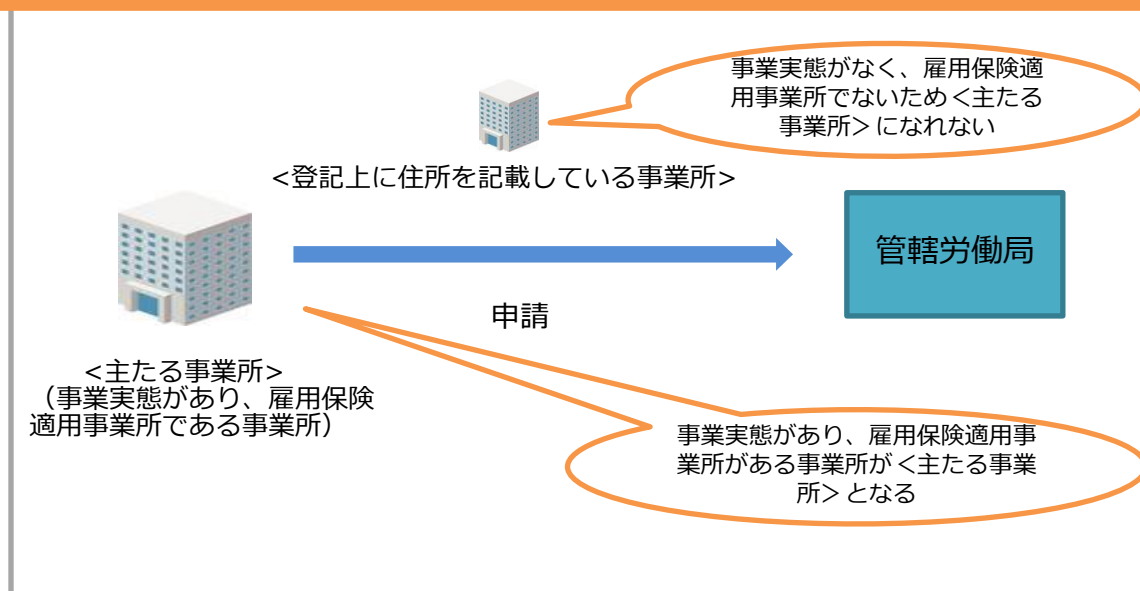 事業実態がなく、雇用保険適
用事業所でないため<主たる
事業所>になれない
<登記上に住所を記載している事業所>
管轄労働局
申請
<主たる事業所>
（事業実態があり、雇用保険
適用事業所である事業所）
事業実態があり、雇用保険適用事
業所がある事業所が<主たる事業
所>となる